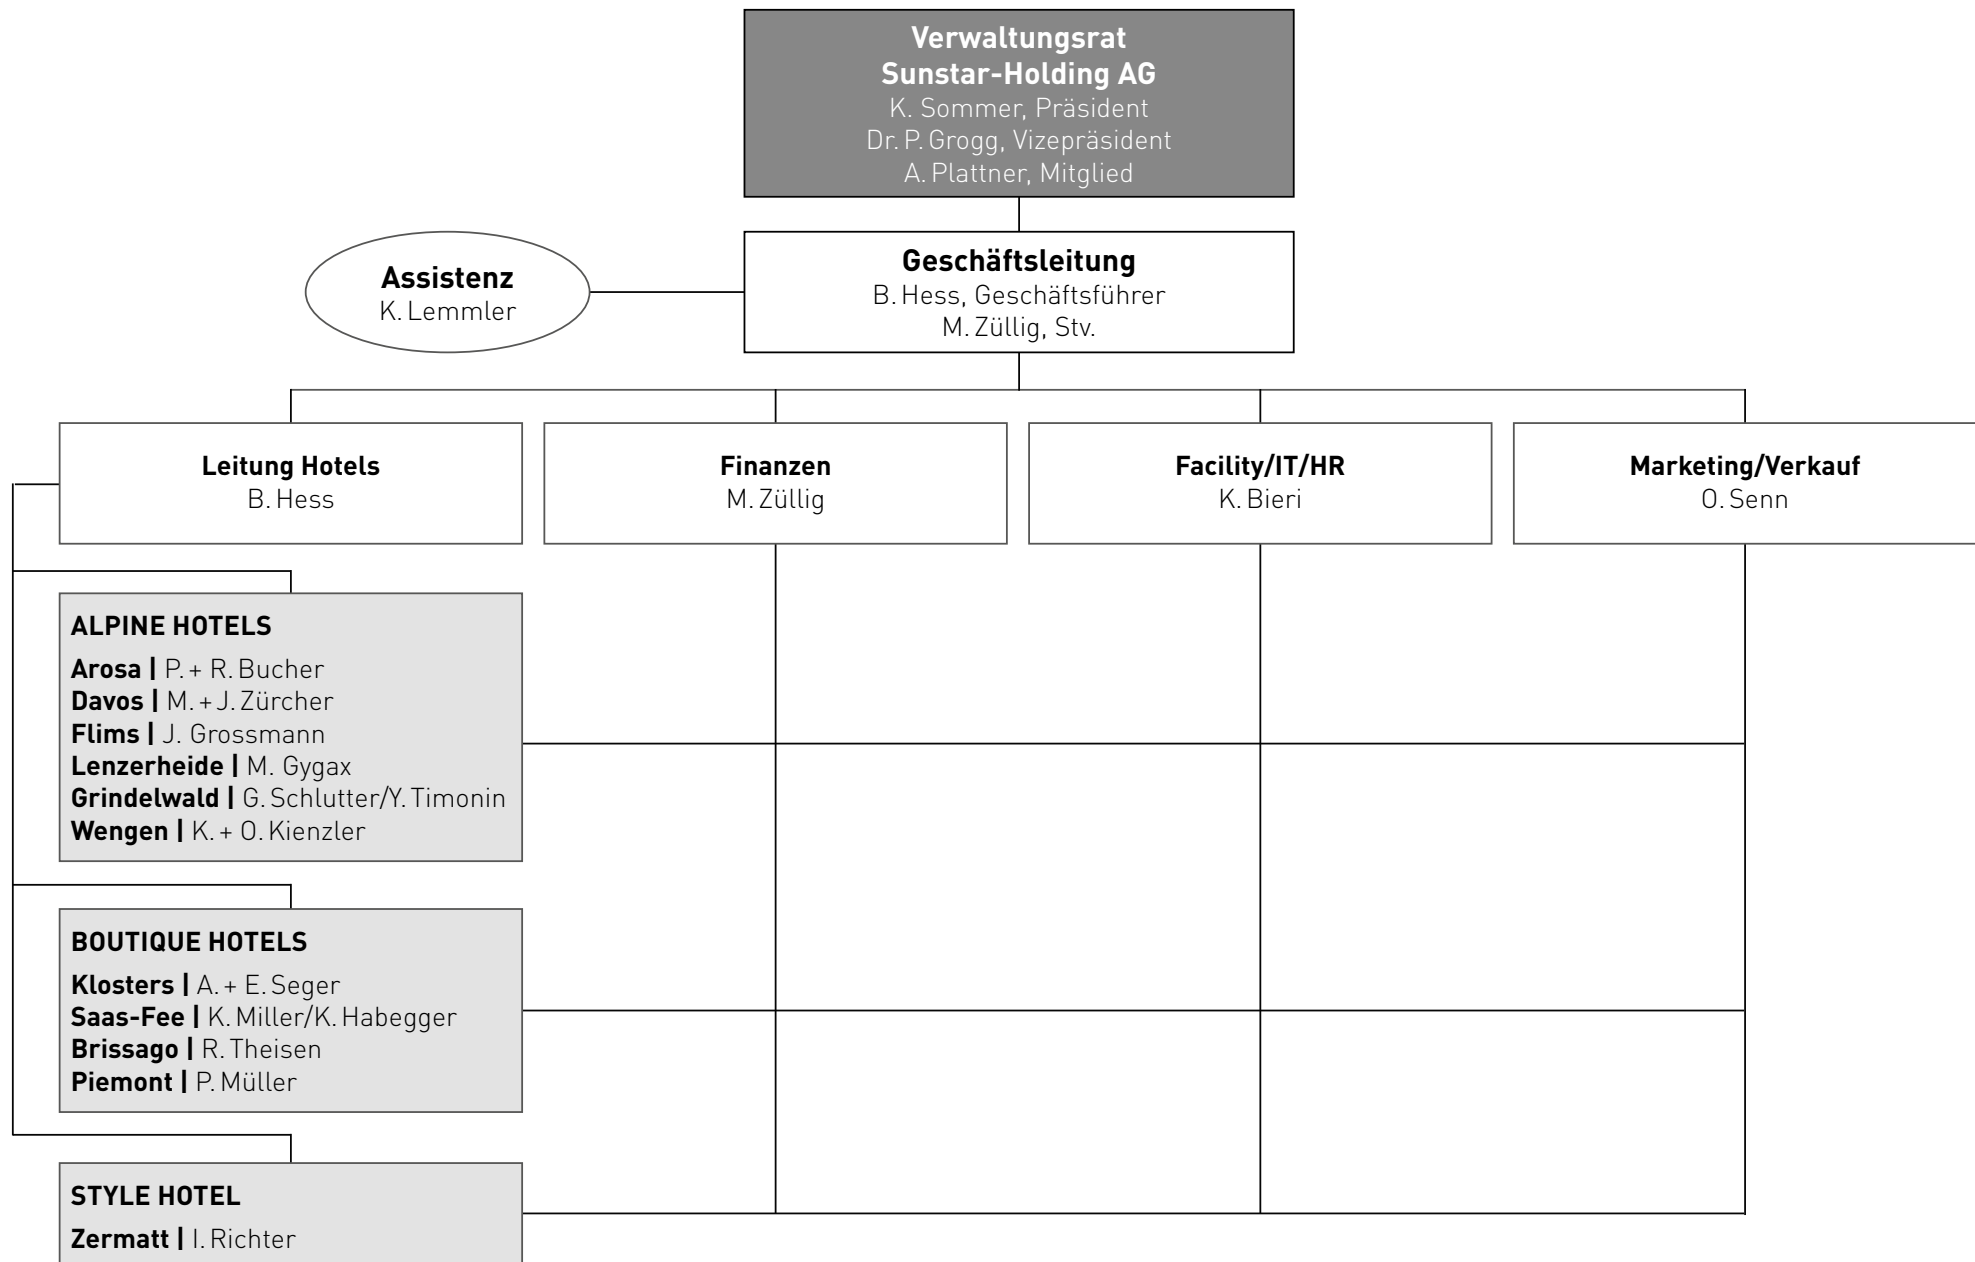 Verwaltungsrat
Sunstar-Holding AG
K. Sommer, Präsident
Dr. P. Grogg, Vizepräsident
A. Plattner, Mitglied
Assistenz
K. Lemmler
Geschäftsleitung
B. Hess, Geschäftsführer
M. Züllig, Stv.
Leitung Hotels
B. Hess
Finanzen
M. Züllig
Facility/IT/HR
K. Bieri
Marketing/Verkauf
O. Senn
ALPINE HOTELS
Arosa | P. + R. Bucher
Davos | M. + J. Zürcher
Flims | J. Grossmann
Lenzerheide | M. Gygax
Grindelwald | G. Schlutter/Y. Timonin
Wengen | K. + O. Kienzler
BOUTIQUE HOTELS
Klosters | A. + E. Seger
Saas-Fee | K. Miller/K. Habegger
Brissago | R. Theisen
Piemont | P. Müller
STYLE HOTEL
Zermatt | I. Richter